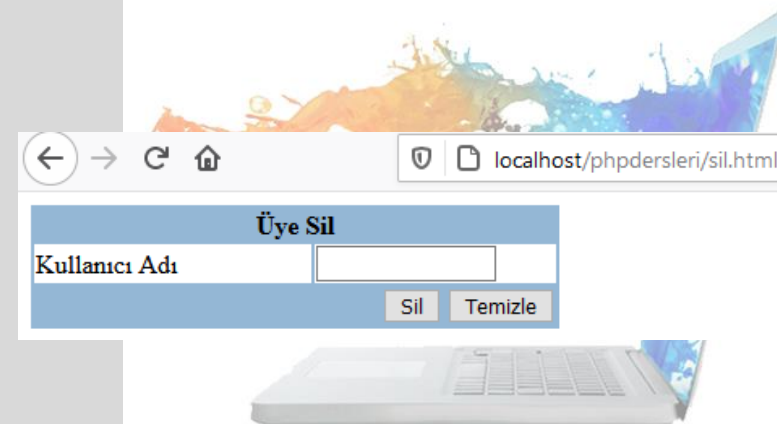 localhost/phpdersleri/sil.html
Üye Sil
Kullanıcı Adı
Sil Temizle